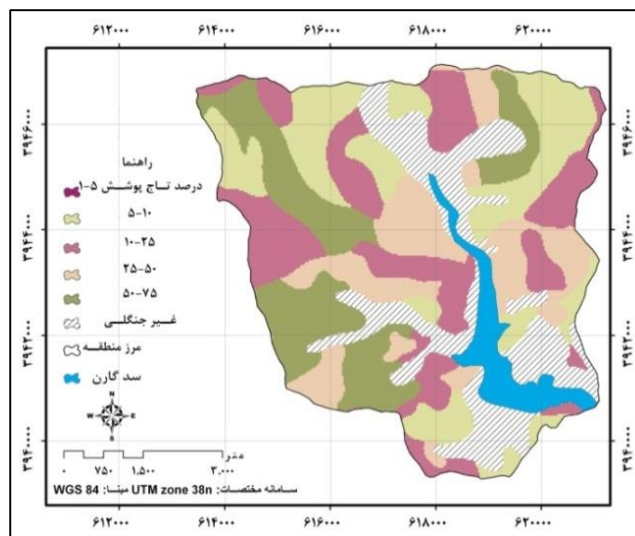 ۶۱۲۰۰۰ ۶۱۴۰۰۰ ۶۱۶۰۰۰ ۶۱۸۰۰۰ ۶۲۰۰۰۰
۳۹۴۶۰۰۰ ۳۹۴۶۰۰۰
راهنما
درصد تاج پوشش ۵-۱
۵-۱۰
۱۰-۲۵
۲۵-۵۰
۵۰-۷۵
غیر جنگلی
مرز منطقه
سد گارن
۳۹۴۴۰۰۰ ۳۹۴۴۰۰۰
۳۹۴۲۰۰۰ ۳۹۴۲۰۰۰
N
W E
S
۳۹۴۰۰۰۰ ۳۹۴۰۰۰۰
متر
۰ ۷۵۰ ۱,۵۰۰ ۳,۰۰۰
سامانه مختصات: UTM zone 38n مبنا: WGS 84
۶۱۲۰۰۰ ۶۱۴۰۰۰ ۶۱۶۰۰۰ ۶۱۸۰۰۰ ۶۲۰۰۰۰